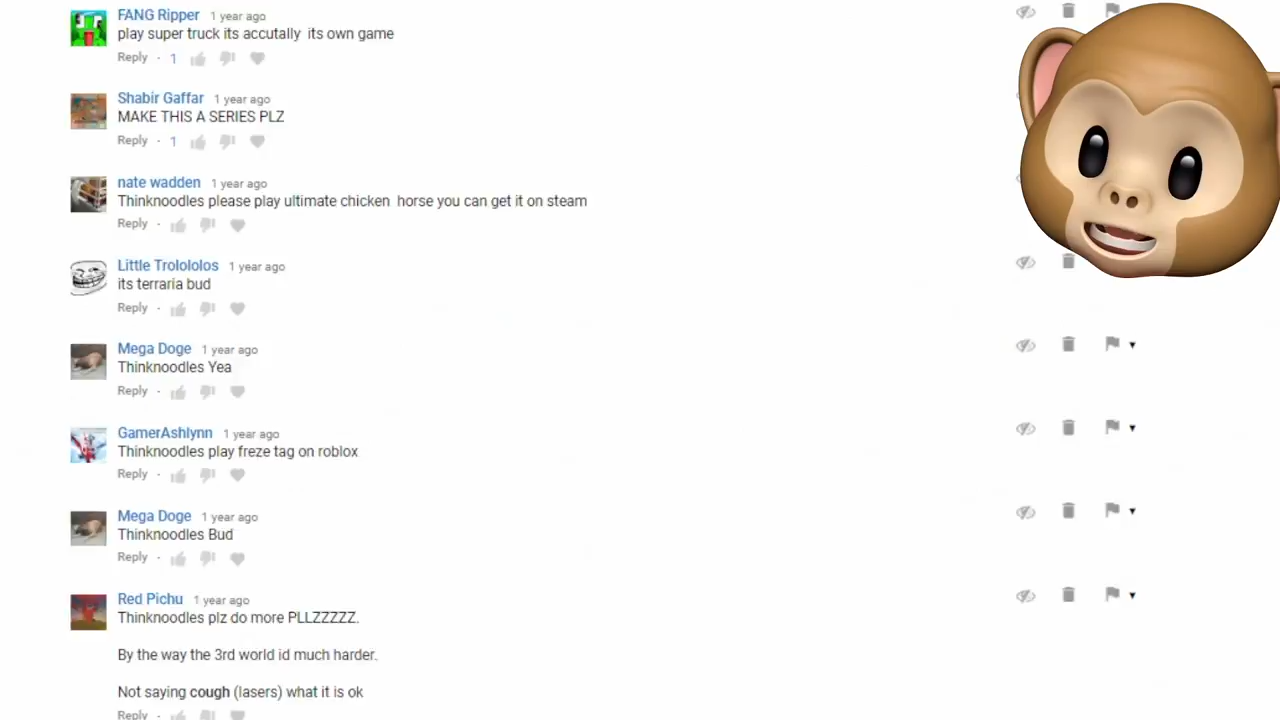 FANG Ripper 1 year ago
play super truck its accutally  its own game
Reply · 1
Shabir Gaffar 1 year ago
MAKE THIS A SERIES PLZ
Reply · 1
nate wadden 1 year ago
Thinknoodles please play ultimate chicken  horse you can get it on steam
Reply ·
Little Trolololos 1 year ago
its terraria bud
Reply ·
Mega Doge 1 year ago
Thinknoodles Yea
Reply ·
GamerAshlynn 1 year ago
Thinknoodles play freze tag on roblox
Reply ·
Mega Doge 1 year ago
Thinknoodles Bud
Reply ·
Red Pichu 1 year ago
Thinknoodles plz do more PLLZZZZZ.
By the way the 3rd world id much harder.
Not saying cough (lasers) what it is ok
Reply ·